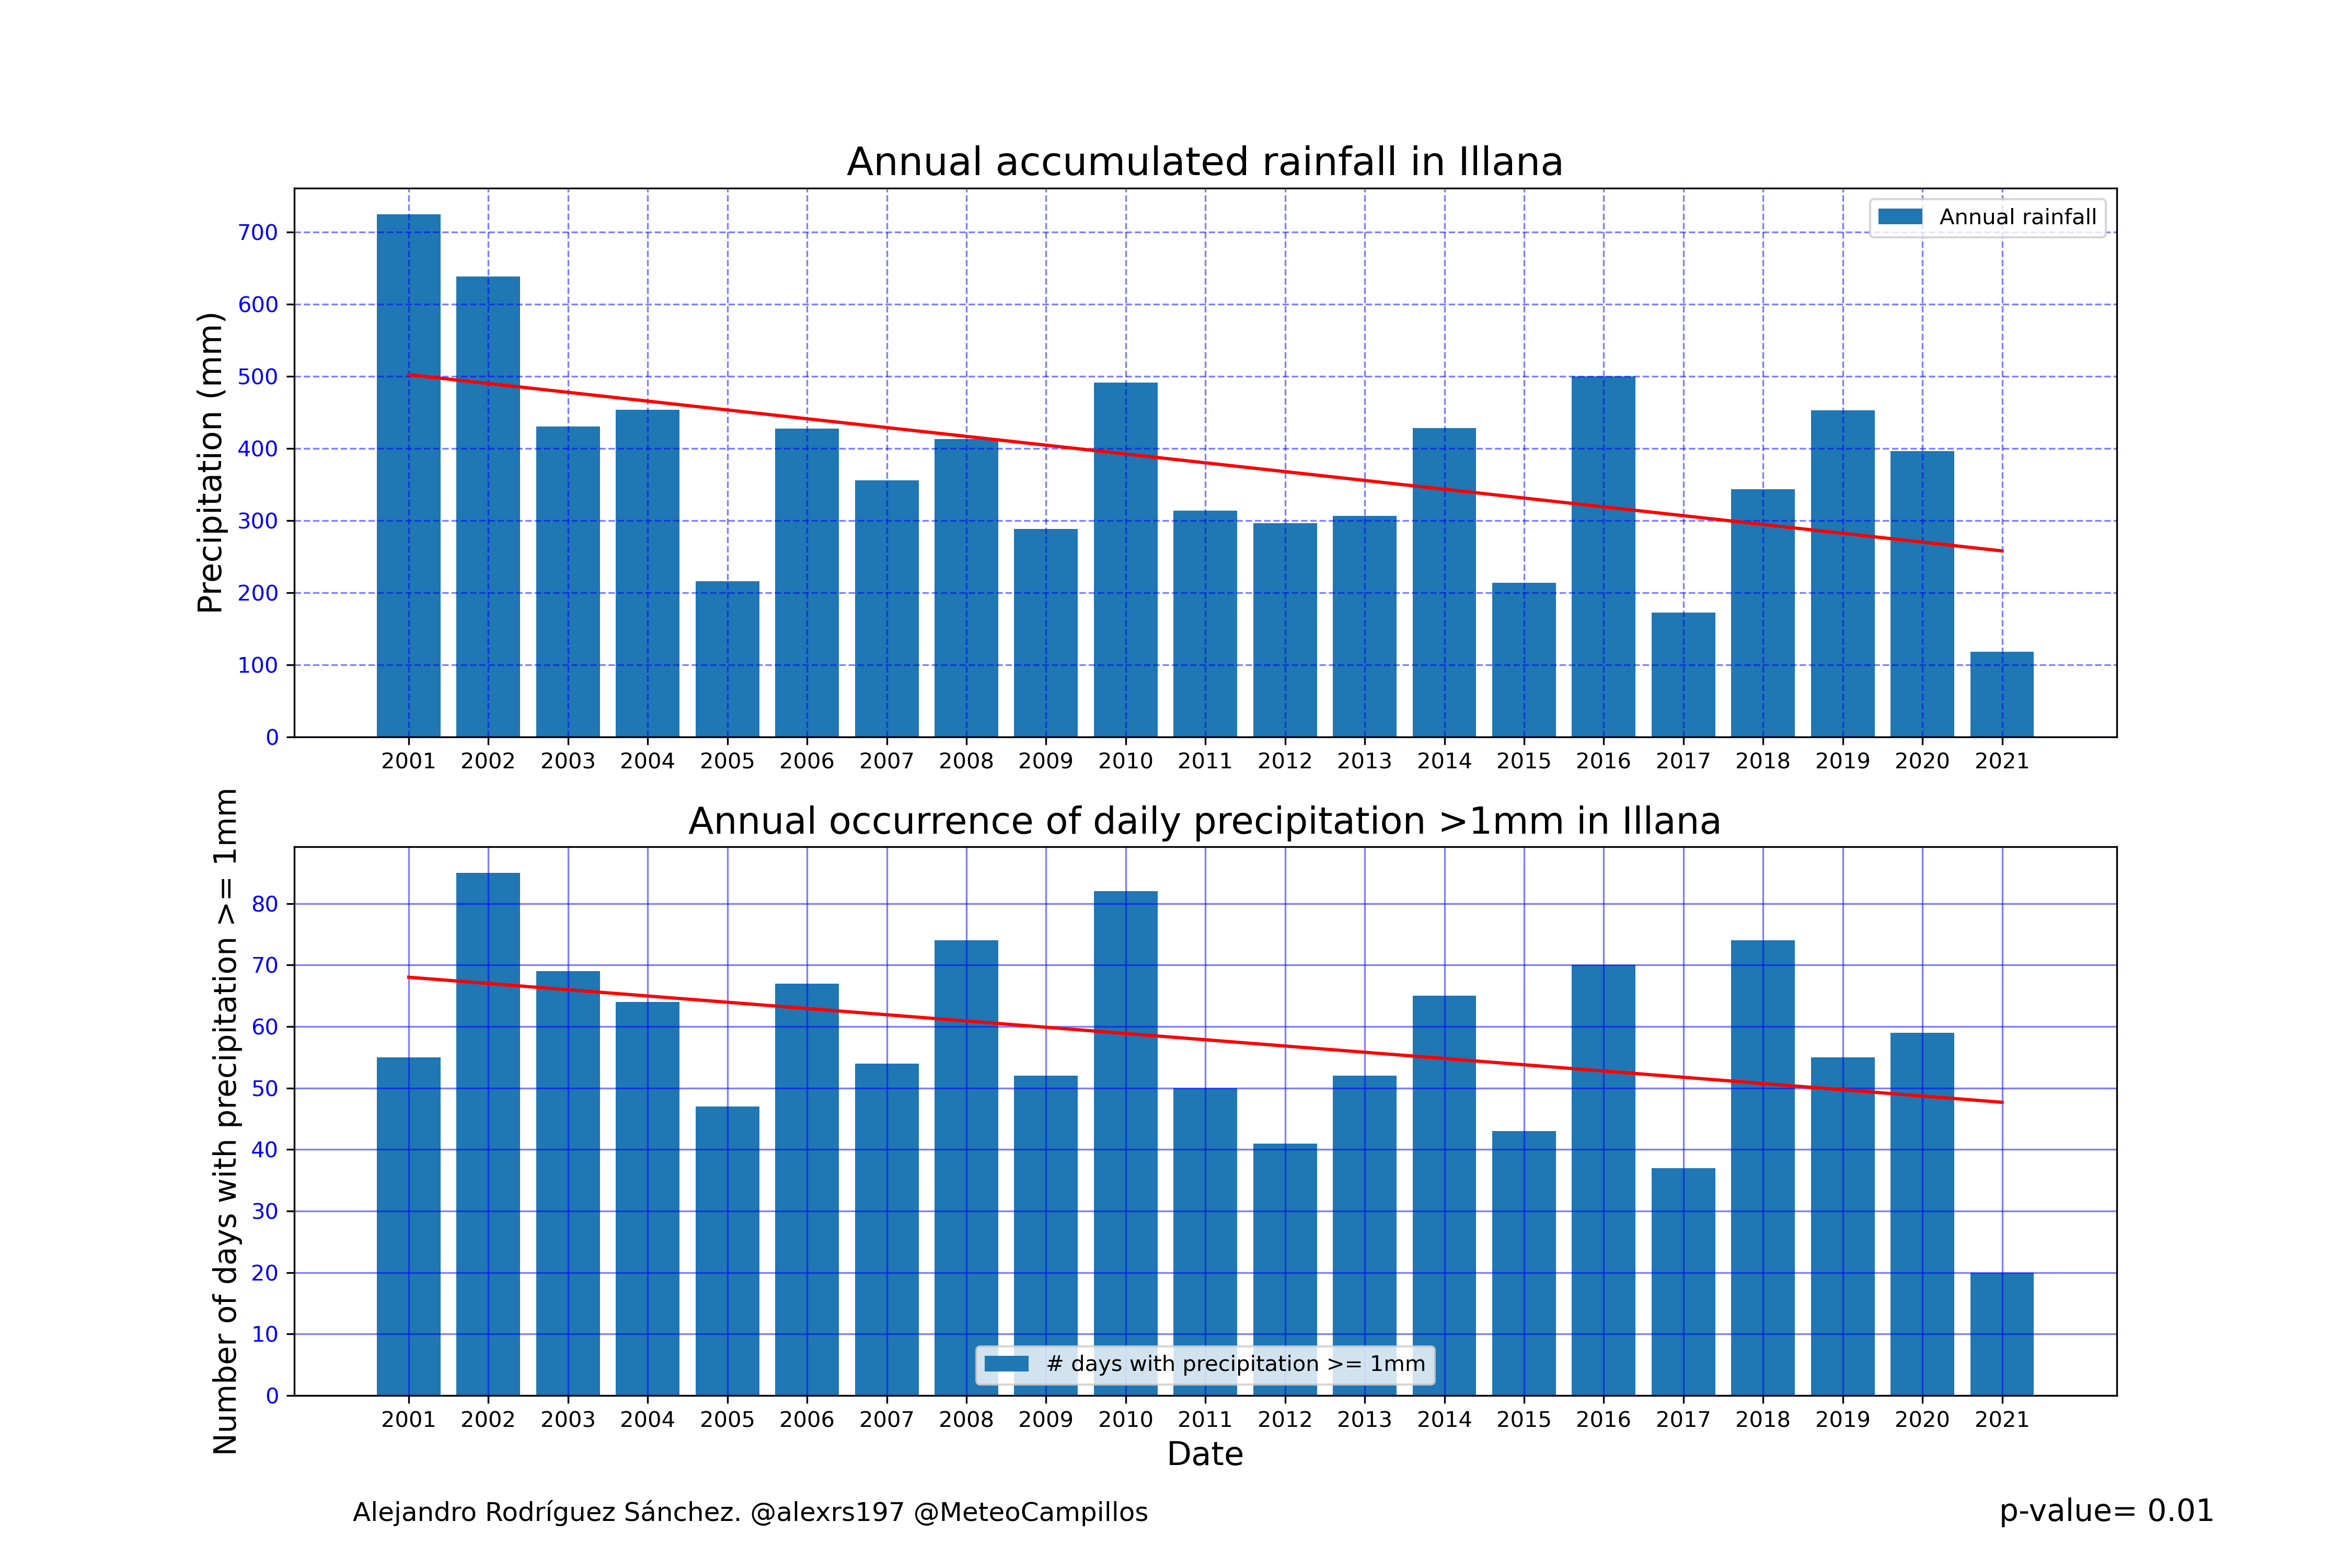 Annual accumulated rainfall in Illana
Precipitation (mm)
700
600
500
400
300
200
100
0
Annual rainfall
2001 2002 2003 2004 2005 2006 2007 2008 2009 2010 2011 2012 2013 2014 2015 2016 2017 2018 2019 2020 2021
Annual occurrence of daily precipitation >1mm in Illana
Number of days with precipitation >= 1mm
80
70
60
50
40
30
20
10
0
# days with precipitation >= 1mm
2001 2002 2003 2004 2005 2006 2007 2008 2009 2010 2011 2012 2013 2014 2015 2016 2017 2018 2019 2020 2021
Date
Alejandro Rodríguez Sánchez. @alexrs197 @MeteoCampillos
p-value= 0.01